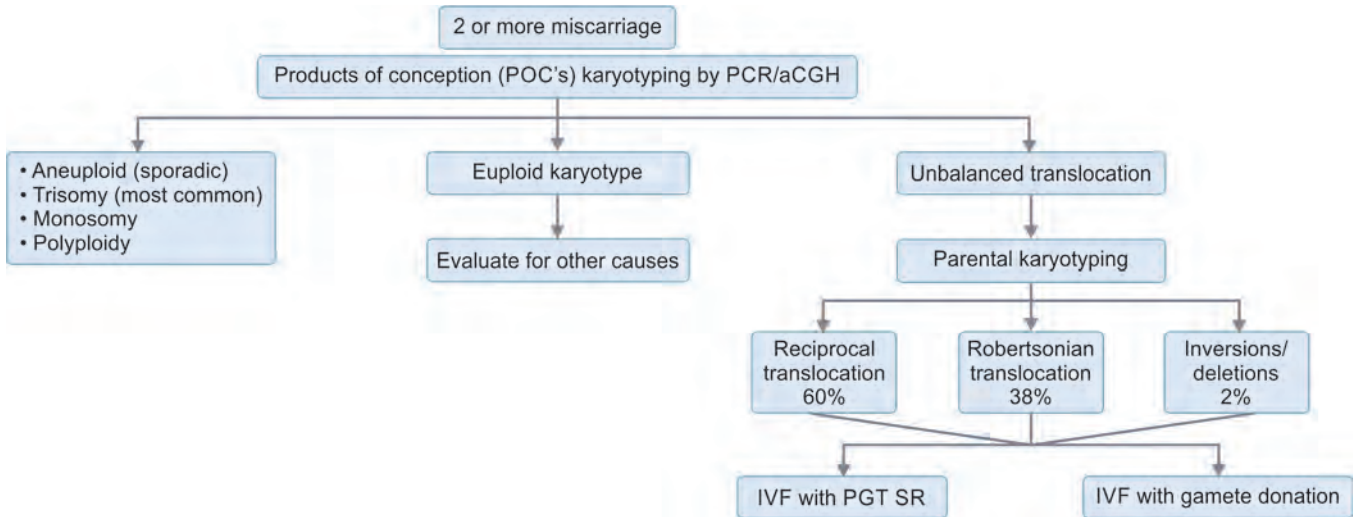 2 or more miscarriage
Products of conception (POC's) karyotyping by PCR/aCGH
• Aneuploid (sporadic)
• Trisomy (most common)
• Monosomy
• Polyploidy
Euploid karyotype
Unbalanced translocation
Evaluate for other causes
Parental karyotyping
Reciprocal
translocation
60%
Robertsonian
translocation
38%
Inversions/
deletions
2%
IVF with PGT SR
IVF with gamete donation